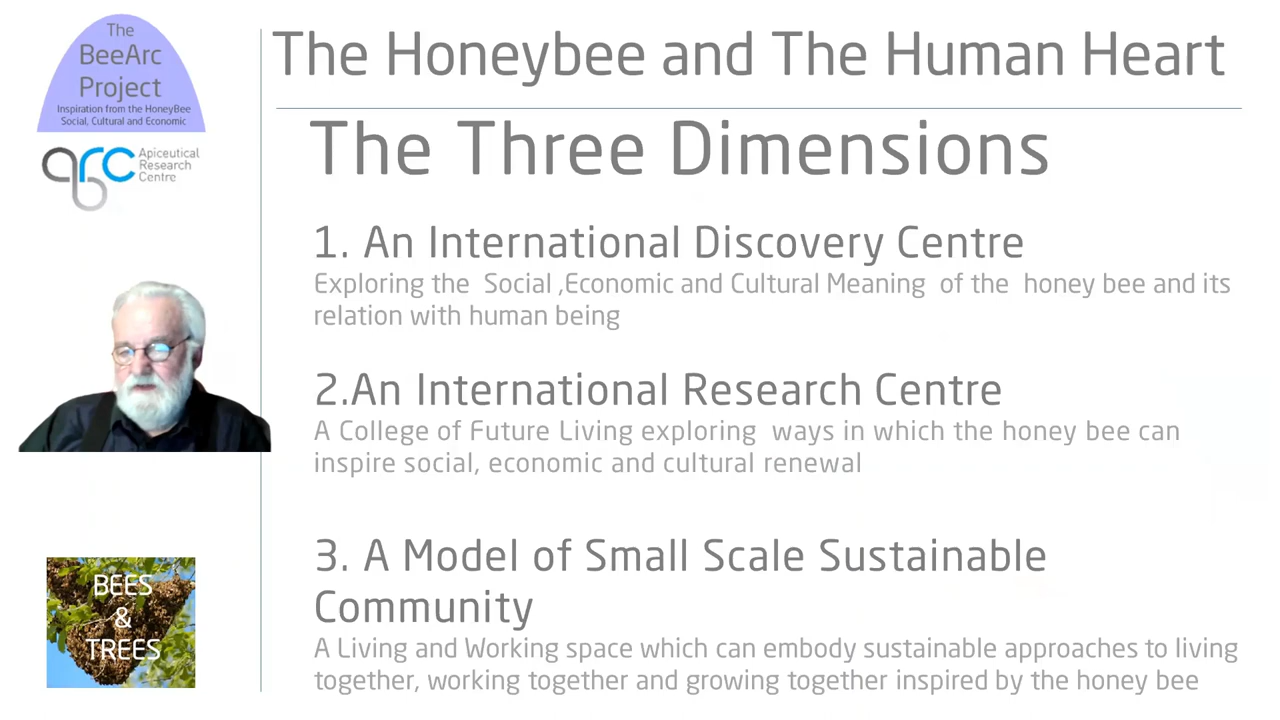 The
BeeArc
Project
Inspiration from the HoneyBee
Social, Cultural and Economic
arc
Apiceutical
Research
Centre
BEES
&
TREES
The Honeybee and The Human Heart
The Three Dimensions
1. An International Discovery Centre
Exploring the Social ,Economic and Cultural Meaning of the honey bee and its
relation with human being
2.An International Research Centre
A College of Future Living exploring ways in which the honey bee can
inspire social, economic and cultural renewal
3. A Model of Small Scale Sustainable
Community
A Living and Working space which can embody sustainable approaches to living
together, working together and growing together inspired by the honey bee